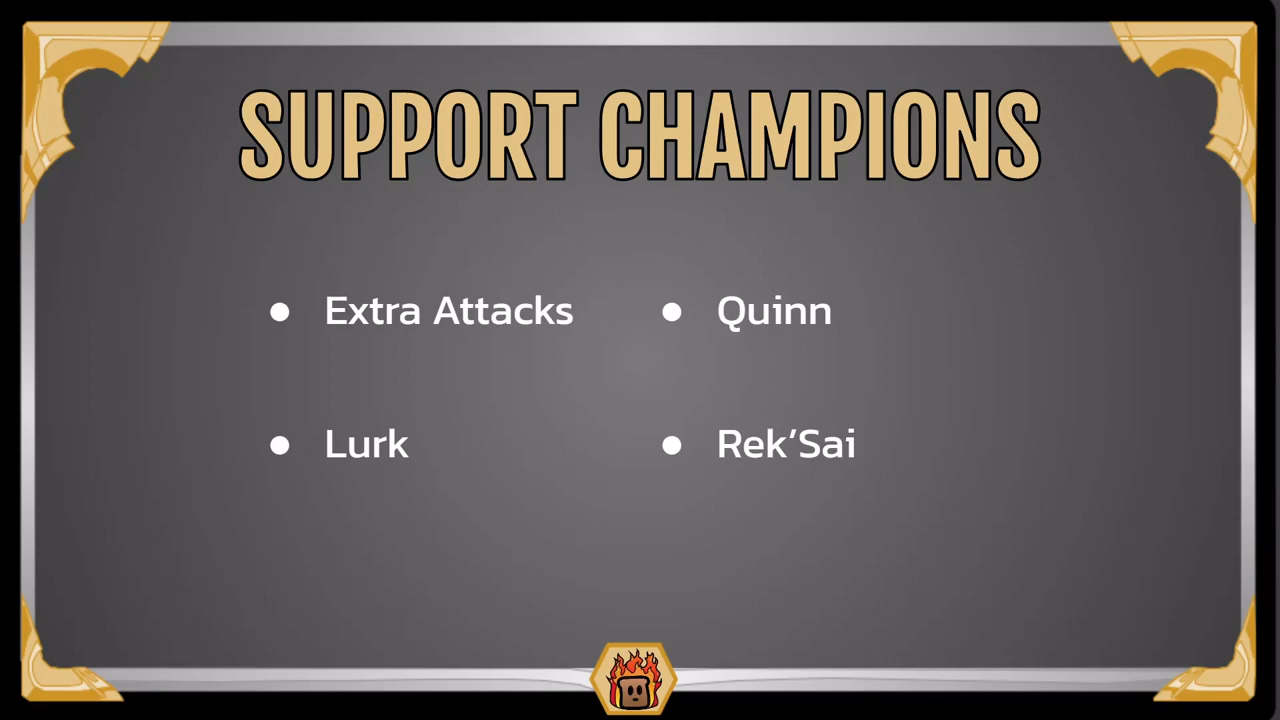 SUPPORT CHAMPIONS
● Extra Attacks
● Quinn
● Lurk
● Rek’Sai